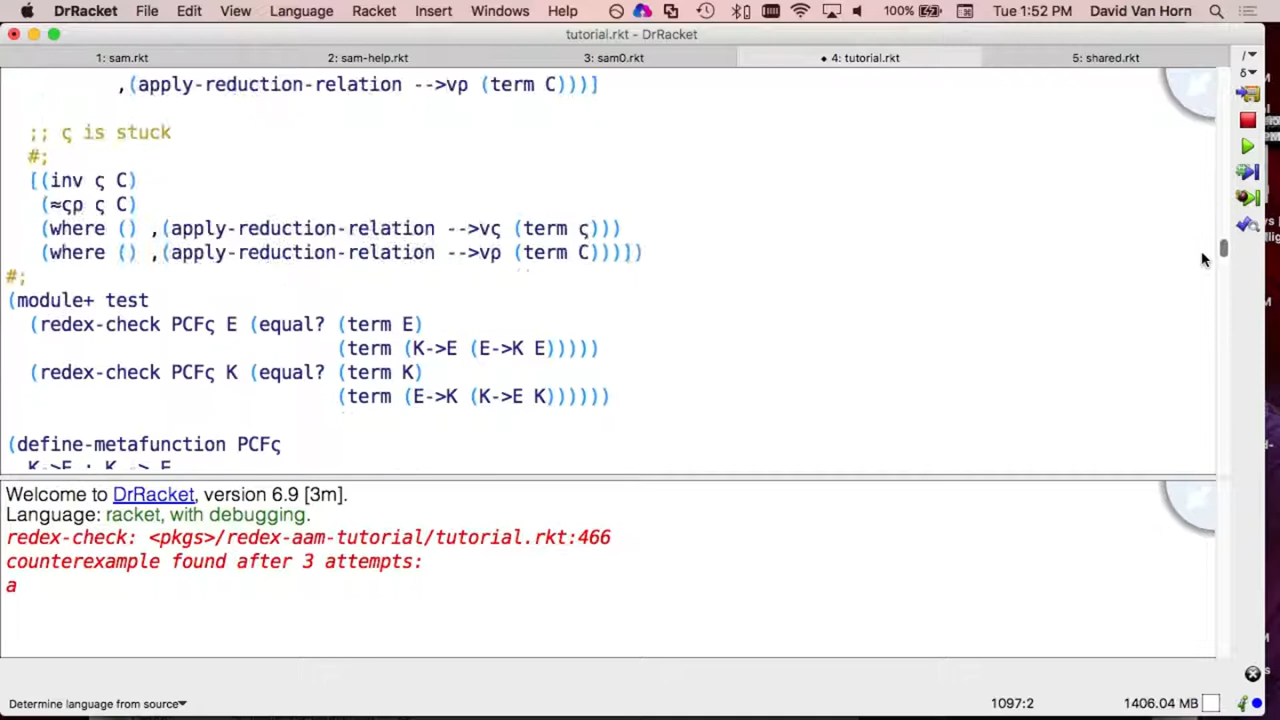 DrRacket File Edit View Language Racket Insert Windows Help 100% Tue 1:52 PM David Van Horn
tutorial.rkt - DrRacket
1: sam.rkt 2: sam-help.rkt 3: sam0.rkt • 4: tutorial.rkt 5: shared.rkt
,(apply-reduction-relation -->vρ (term C)))]
;; ς is stuck
#;
[(inv ς C)
(≈ςρ ς C)
(where () ,(apply-reduction-relation -->vς (term ς)))
(where () ,(apply-reduction-relation -->vρ (term C)))])
#;
(module+ test
(redex-check PCFς E (equal? (term E)
(term (K->E (E->K E)))))
(redex-check PCFς K (equal? (term K)
(term (E->K (K->E K))))))
(define-metafunction PCFς
K->E : K -> E
Welcome to DrRacket, version 6.9 [3m].
Language: racket, with debugging.
redex-check: <pkgs>/redex-aam-tutorial/tutorial.rkt:466
counterexample found after 3 attempts:
a
Determine language from source 1097:2 1406.04 MB